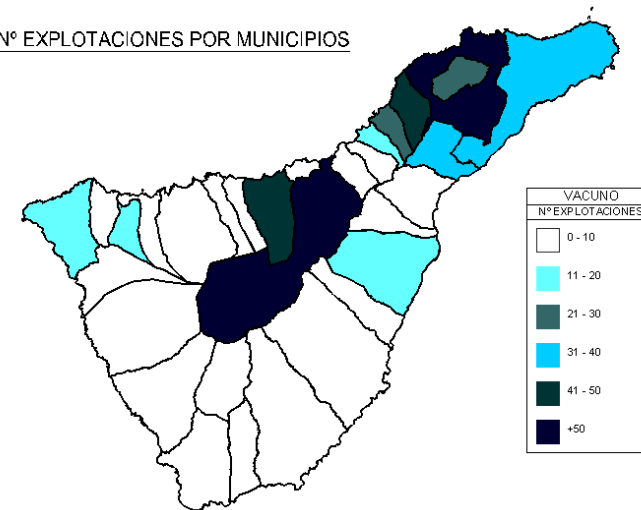 Nº EXPLOTACIONES POR MUNICIPIOS
VACUNO
Nº EXPLOTACIONES
0 - 10
11 - 20
21 - 30
31 - 40
41 - 50
+50